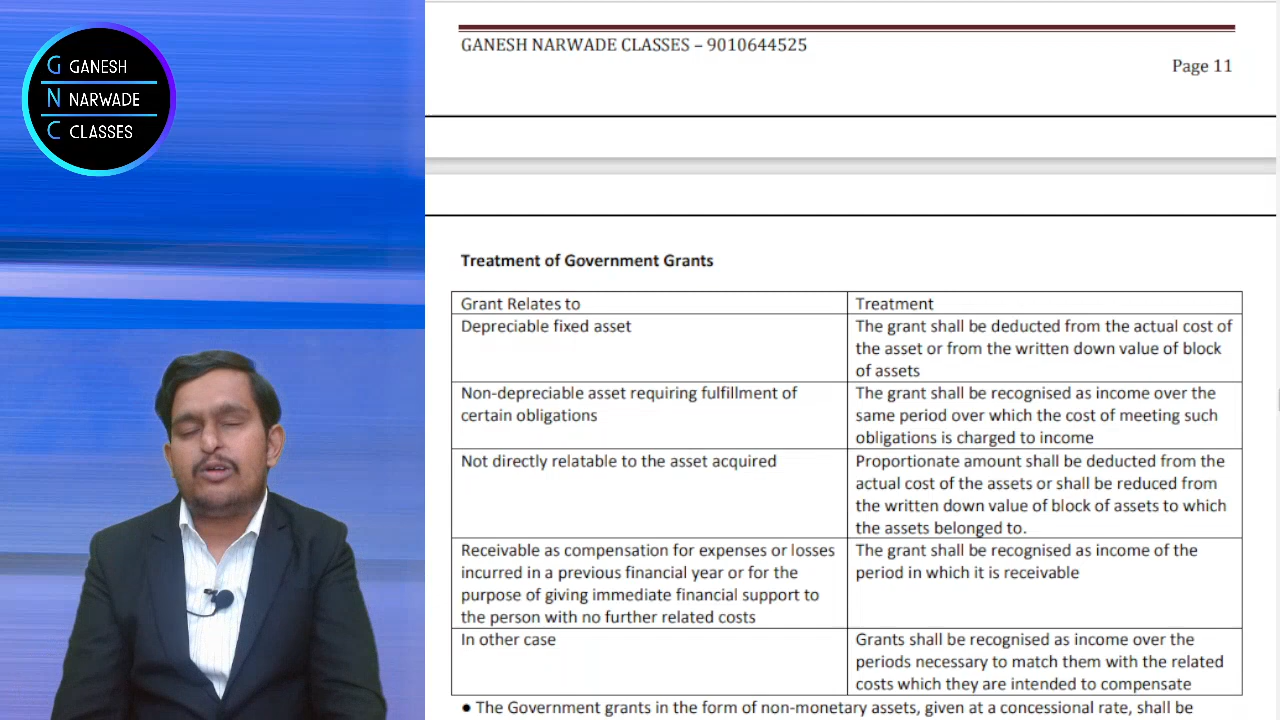 G GANESH
N NARWADE
C CLASSES
GANESH NARWADE CLASSES – 9010644525
Page 11
Treatment of Government Grants
Grant Relates to
Treatment
Depreciable fixed asset
The grant shall be deducted from the actual cost of
the asset or from the written down value of block
of assets
Non-depreciable asset requiring fulfillment of
certain obligations
The grant shall be recognised as income over the
same period over which the cost of meeting such
obligations is charged to income
Not directly relatable to the asset acquired
Proportionate amount shall be deducted from the
actual cost of the assets or shall be reduced from
the written down value of block of assets to which
the assets belonged to.
Receivable as compensation for expenses or losses
incurred in a previous financial year or for the
purpose of giving immediate financial support to
the person with no further related costs
The grant shall be recognised as income of the
period in which it is receivable
In other case
Grants shall be recognised as income over the
periods necessary to match them with the related
costs which they are intended to compensate
● The Government grants in the form of non-monetary assets, given at a concessional rate, shall be